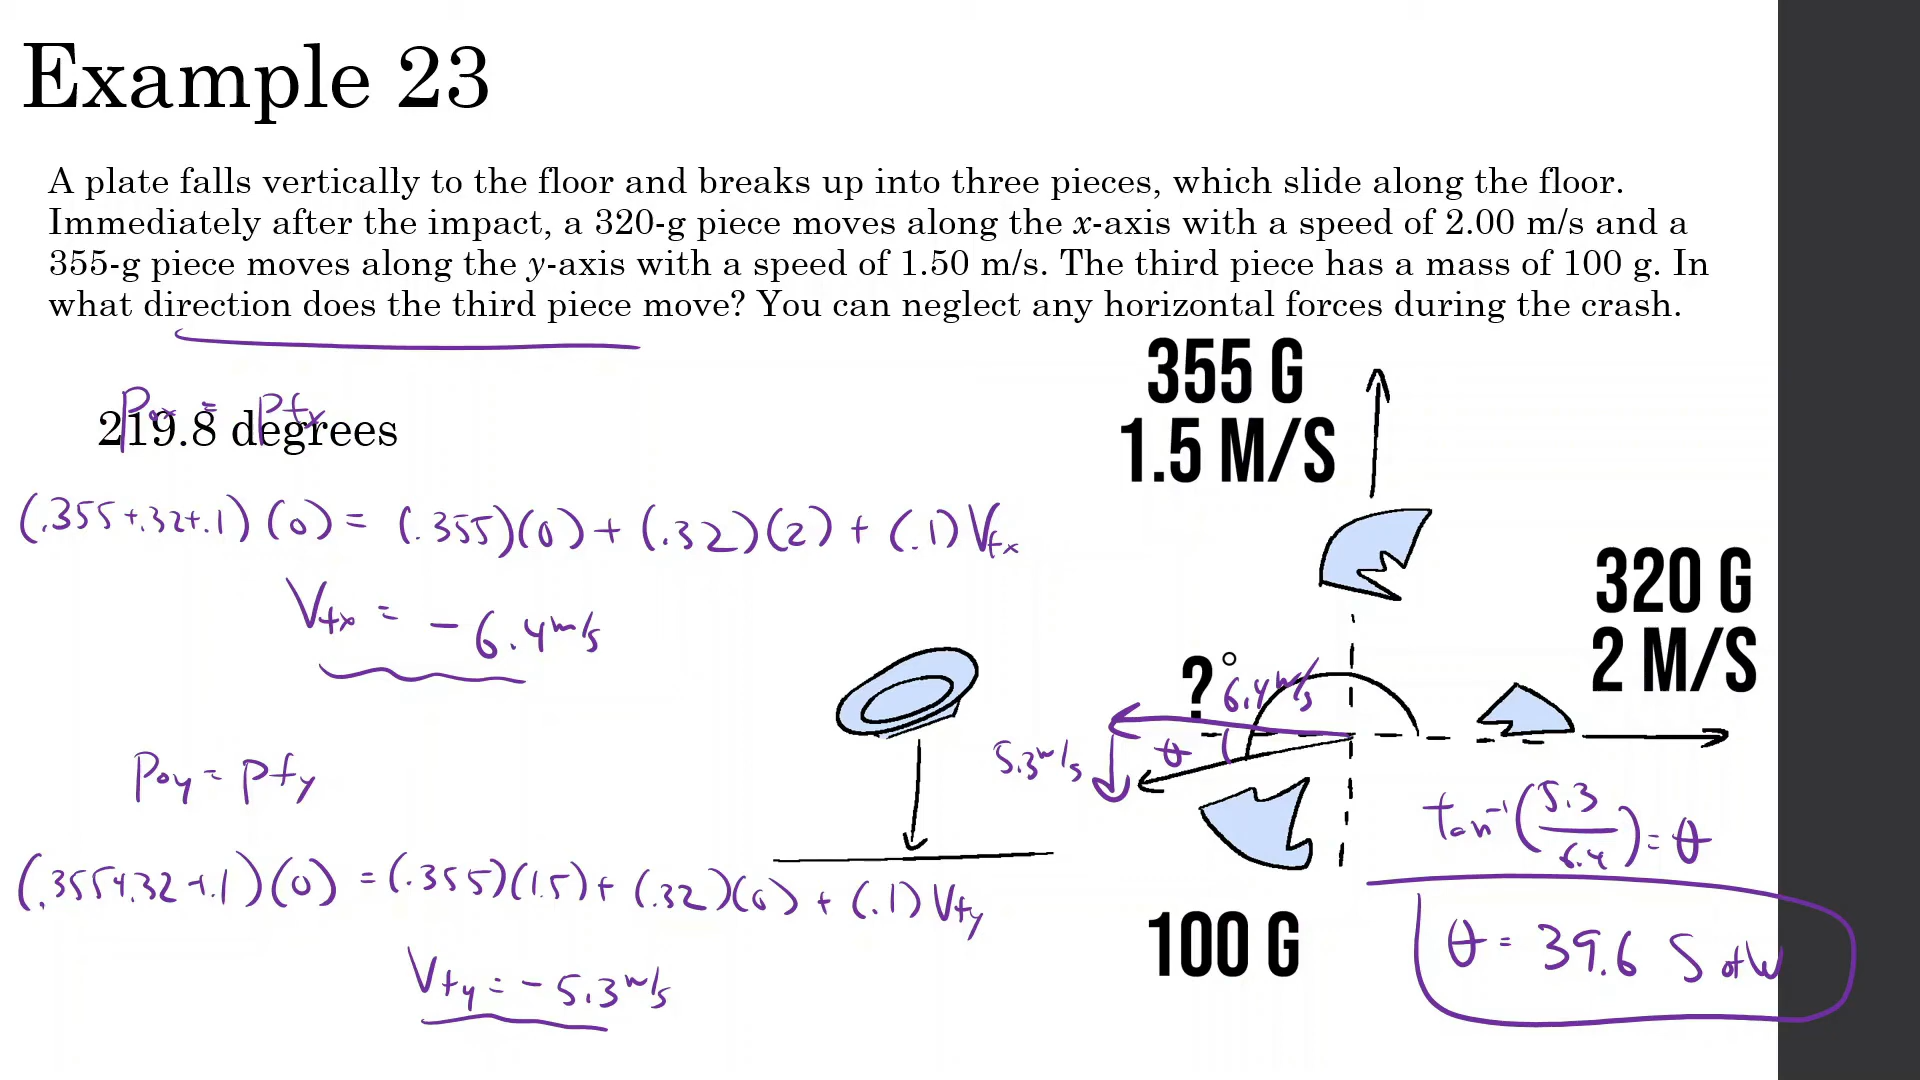 Example 23
A plate falls vertically to the floor and breaks up into three pieces, which slide along the floor.
Immediately after the impact, a 320-g piece moves along the x-axis with a speed of 2.00 m/s and a
355-g piece moves along the y-axis with a speed of 1.50 m/s. The third piece has a mass of 100 g. In
what direction does the third piece move? You can neglect any horizontal forces during the crash.
Pox = Pfx
219.8 degrees
(.355+.32+.1)(0) = (.355)(0) + (.32)(2) + (.1)Vfx
Vfx = -6.4 m/s
Poy = Pfy
(.355+.32+.1)(0) = (.355)(1.5) + (.32)(0) + (.1)Vfy
Vfy = -5.3 m/s
355 G
1.5 M/S
320 G
2 M/S
?°
6.4 m/s
5.3 m/s
θ
100 G
tan⁻¹(5.3/6.4) = θ
θ = 39.6 S of W